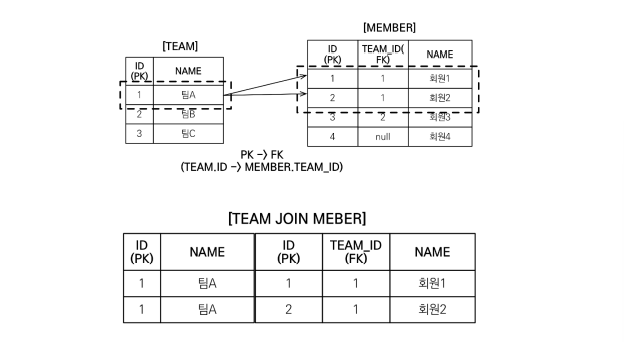 [TEAM]
ID
(PK)
NAME
1 팀A
2 팀B
3 팀C
[MEMBER]
ID
(PK)
TEAM_ID(
FK)
NAME
1 1 회원1
2 1 회원2
3 2 회원3
4 null 회원4
PK -> FK
(TEAM.ID -> MEMBER.TEAM_ID)
[TEAM JOIN MEBER]
ID
(PK)
NAME
ID
(PK)
TEAM_ID
(FK)
NAME
1 팀A 1 1 회원1
1 팀A 2 1 회원2